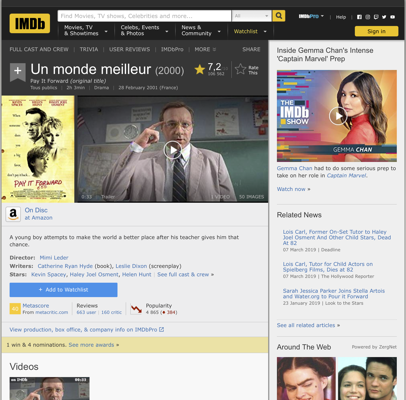 IMDb
Find Movies, TV shows, Celebrities and more...
All
IMDbPro
Help
Movies, TV
& Showtimes
Celebs, Events
& Photos
News &
Community
Watchlist
Sign in
FULL CAST AND CREW | TRIVIA | USER REVIEWS | IMDbPro | MORE
SHARE
Un monde meilleur (2000)
Pay It Forward (original title)
Tous publics | 2h 3min | Drama | 28 February 2001 (France)
7,2
Rate
This
PAY IT FORWARD
Trailer
1 VIDEO
50 IMAGES
On Disc
at Amazon
A young boy attempts to make the world a better place after his teacher gives him that
chance.
Director: Mimi Leder
Writers: Catherine Ryan Hyde (book), Leslie Dixon (screenplay)
Stars: Kevin Spacey, Haley Joel Osment, Helen Hunt | See full cast & crew »
+ Add to Watchlist
Metascore
From metacritic.com
Reviews
663 user | 160 critic
Popularity
4 865 (384)
View production, box office, & company info on IMDbPro
1 win & 4 nominations. See more awards »
Videos
Inside Gemma Chan's Intense
'Captain Marvel' Prep
THE
IMDb
SHOW
GEMMA CHAN
Gemma Chan had to do some serious prep to
take on her role in Captain Marvel.
Watch now »
Related News
Lois Carl, Former On-Set Tutor to Haley
Joel Osment And Other Child Stars, Dead
At 82
07 March 2019 | Deadline
Lois Carl, Tutor for Child Actors on
Spielberg Films, Dies at 82
07 March 2019 | The Hollywood Reporter
Sarah Jessica Parker Joins Stella Artois
and Water.org to Pour it Forward
23 January 2019 | Look to the Stars
See all related articles »
Around The Web
Powered by ZergNet